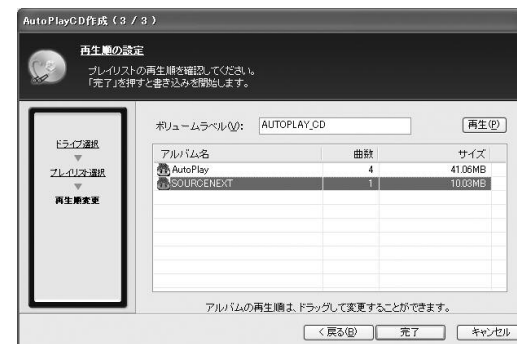 AutoPlayCD作成（3 / 3）
再生順の設定
プレイリストの再生順を確認してください。
「完了」を押すと書き込みを開始します。
ドライブ選択
プレイリスト選択
再生順変更
ボリュームラベル(V): AUTOPLAY_CD 再生(P)
アルバム名 曲数 サイズ
AutoPlay 4 41.06MB
SOURCENEXT 1 10.03MB
アルバムの再生順は、ドラッグして変更することができます。
< 戻る(B) 完了 キャンセル